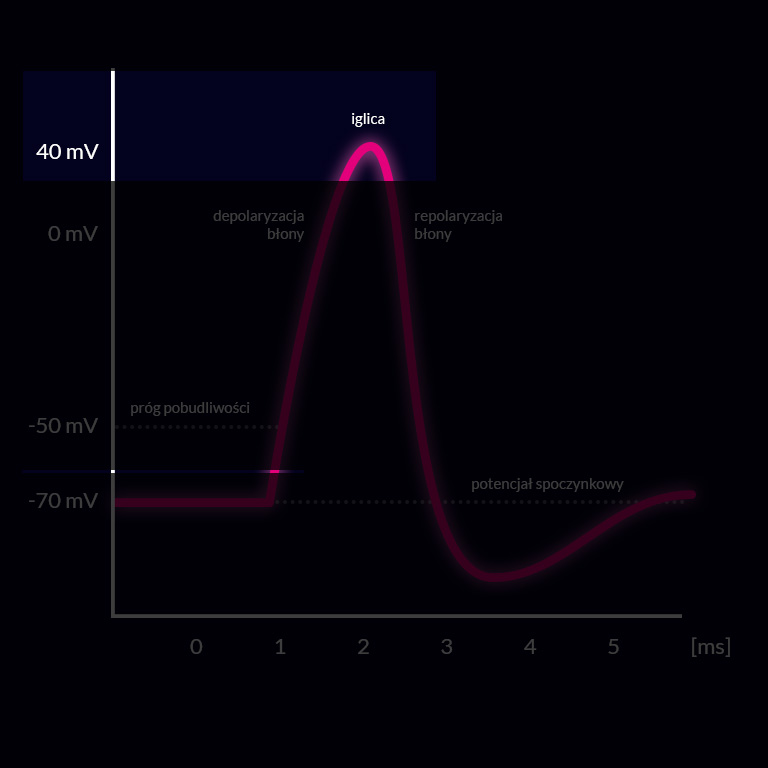 iglica
40 mV
depolaryzacja
błony
repolaryzacja
błony
0 mV
próg pobudliwości
-50 mV
potencjał spoczynkowy
-70 mV
0 1 2 3 4 5 [ms]